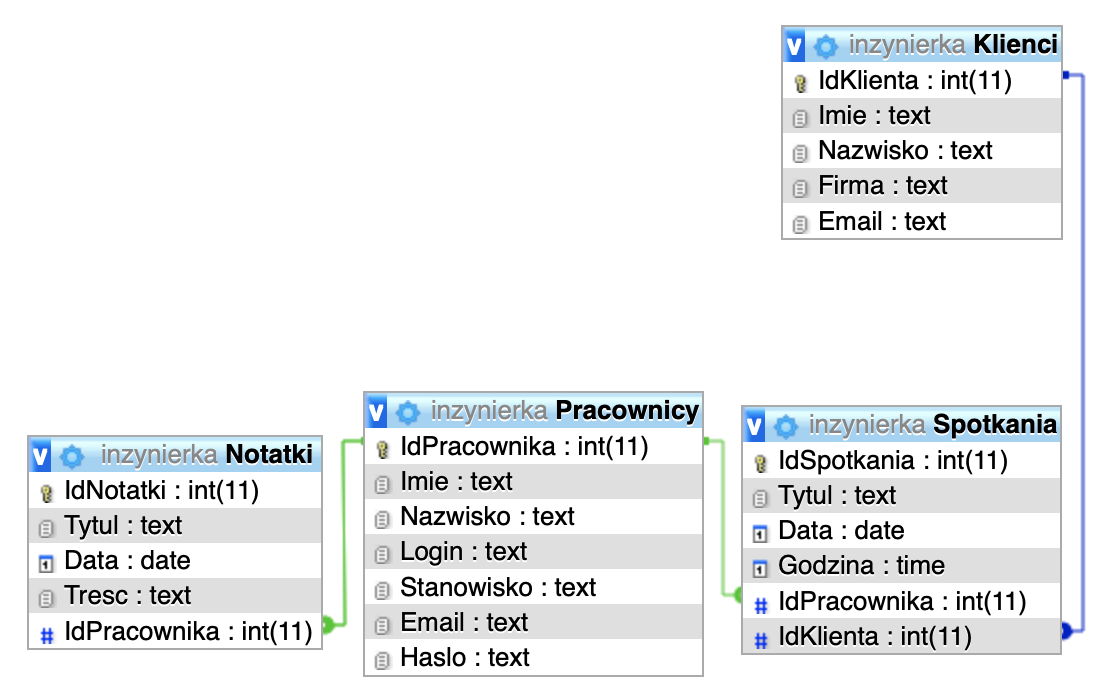 v inzynierka Klienci
IdKlienta : int(11)
Imie : text
Nazwisko : text
Firma : text
Email : text
v inzynierka Notatki
IdNotatki : int(11)
Tytul : text
Data : date
Tresc : text
# IdPracownika : int(11)
v inzynierka Pracownicy
IdPracownika : int(11)
Imie : text
Nazwisko : text
Login : text
Stanowisko : text
Email : text
Haslo : text
v inzynierka Spotkania
IdSpotkania : int(11)
Tytul : text
Data : date
Godzina : time
# IdPracownika : int(11)
# IdKlienta : int(11)